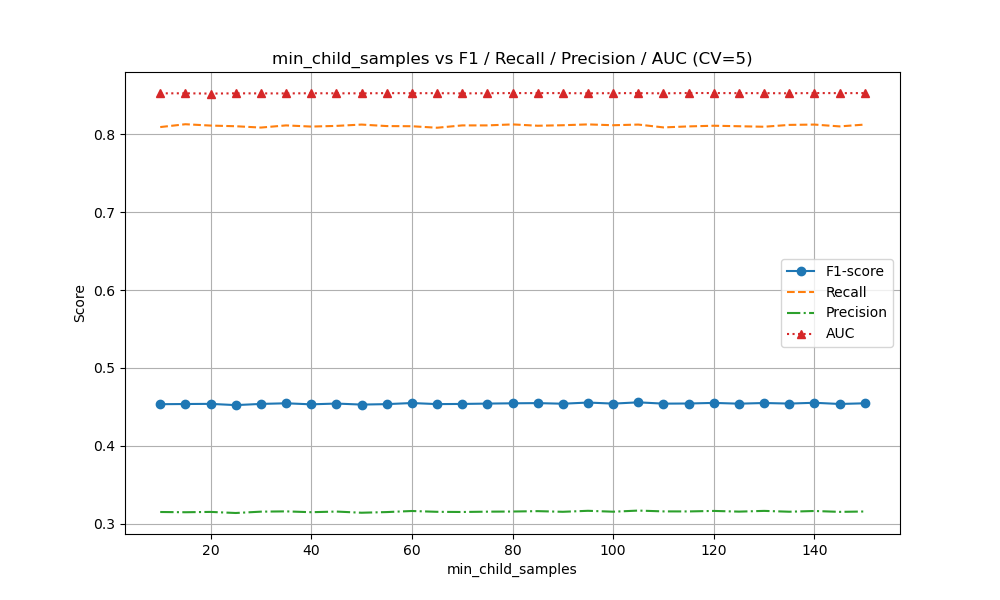 min_child_samples vs F1 / Recall / Precision / AUC (CV=5)
Score
0.8
0.7
0.6
0.5
0.4
0.3
F1-score
Recall
Precision
AUC
20 40 60 80 100 120 140
min_child_samples